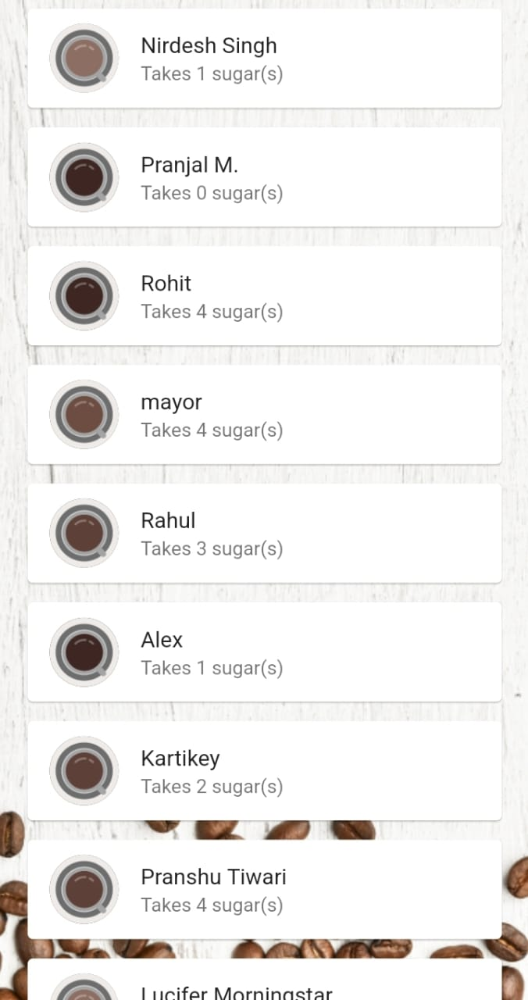 Nirdesh Singh
Takes 1 sugar(s)
Pranjal M.
Takes 0 sugar(s)
Rohit
Takes 4 sugar(s)
mayor
Takes 4 sugar(s)
Rahul
Takes 3 sugar(s)
Alex
Takes 1 sugar(s)
Kartikey
Takes 2 sugar(s)
Pranshu Tiwari
Takes 4 sugar(s)
Lucifer Morningstar